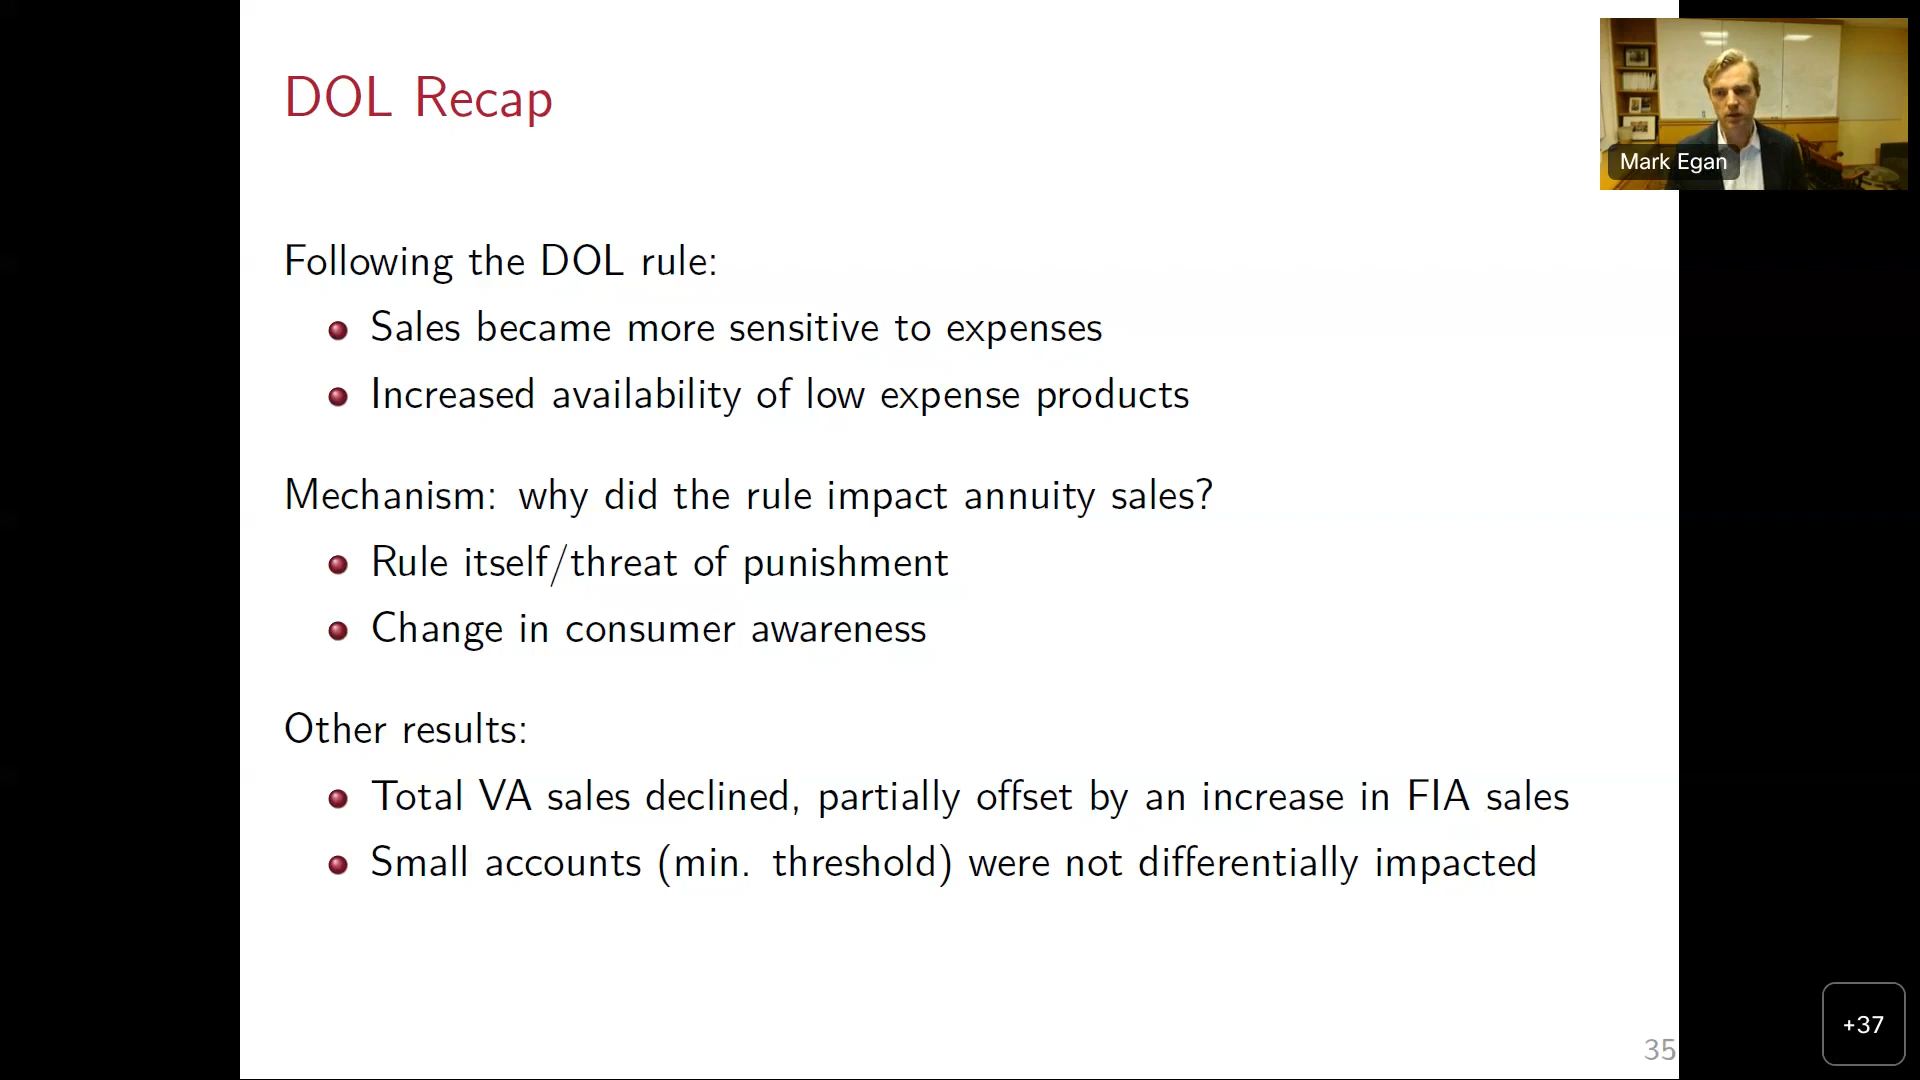 DOL Recap
Mark Egan
Following the DOL rule:
Sales became more sensitive to expenses
Increased availability of low expense products
Mechanism: why did the rule impact annuity sales?
Rule itself/threat of punishment
Change in consumer awareness
Other results:
Total VA sales declined, partially offset by an increase in FIA sales
Small accounts (min. threshold) were not differentially impacted
+37
35